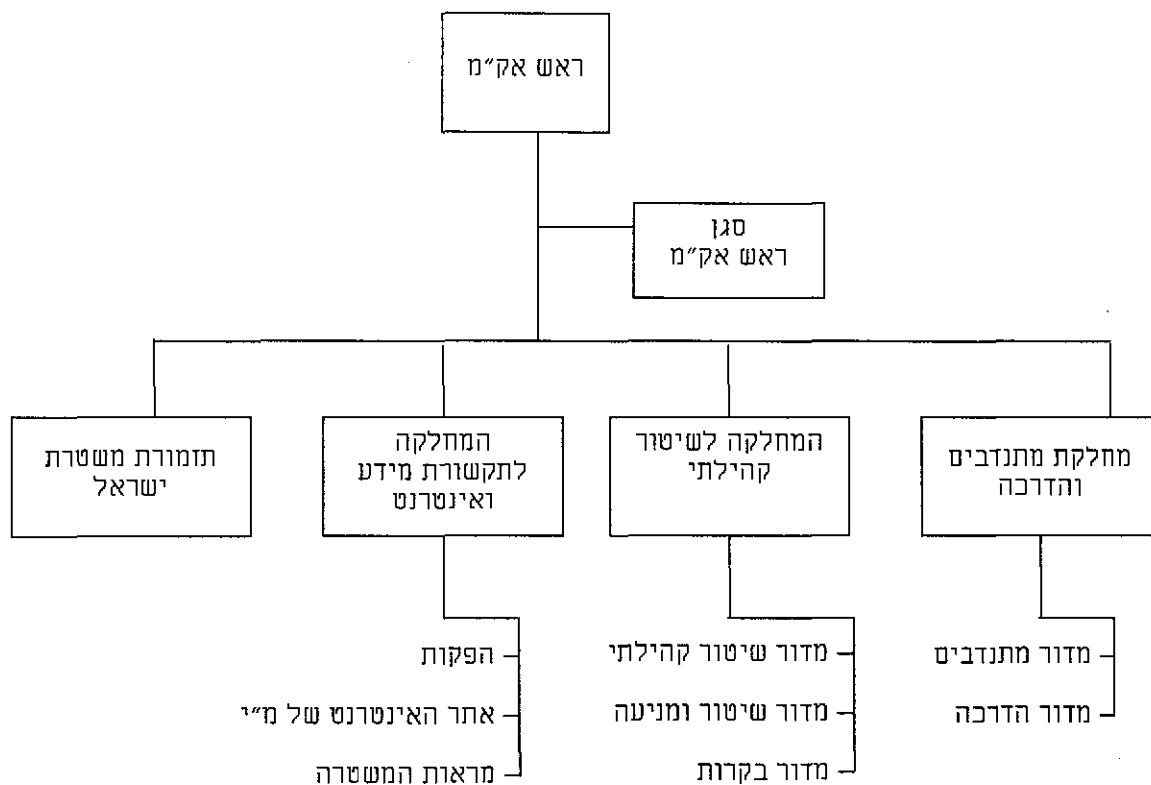 ראש אק״מ
סגן
ראש אק״מ
מחלקת מתנדבים
והדרכה
המחלקה לשיטור
קהילתי
המחלקה
לתקשורת מידע
ואינטרנט
תזמורת משטרת
ישראל
מדור מתנדבים
מדור הדרכה
מדור שיטור קהילתי
מדור שיטור ומניעה
מדור בקרות
הפקות
אתר האינטרנט של מ״י
מראות המשטרה